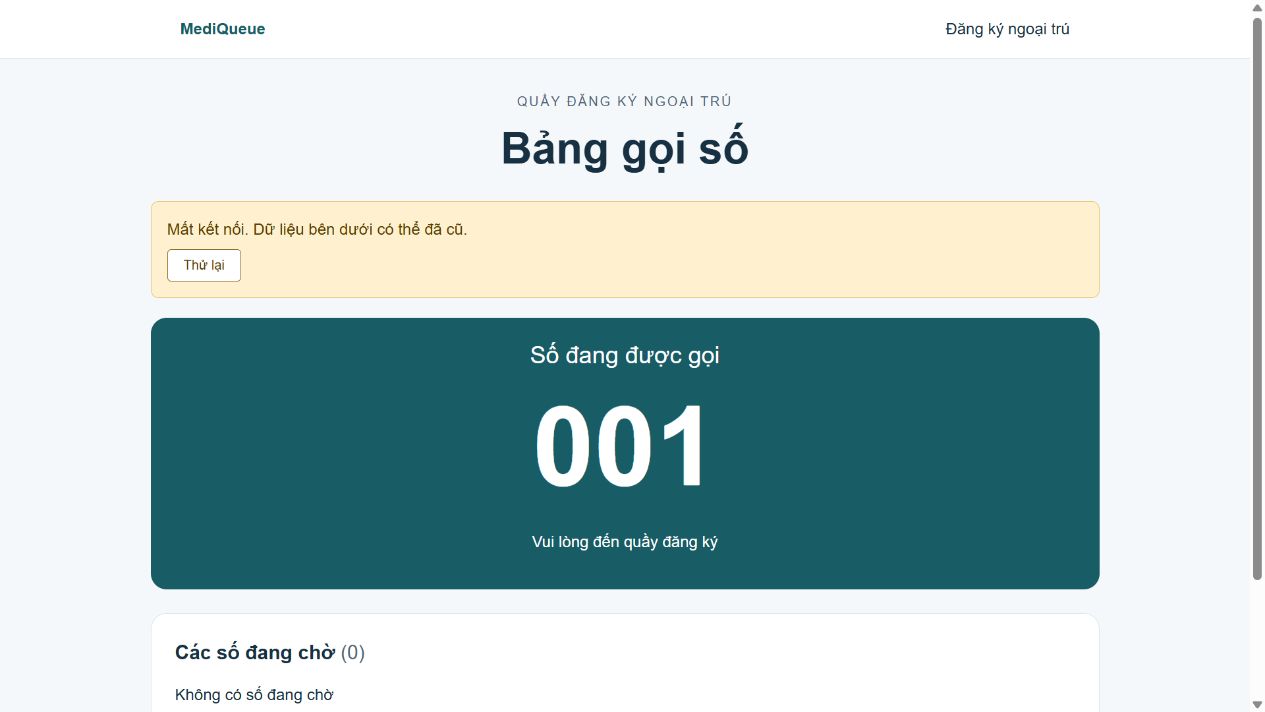 MediQueue
Đăng ký ngoại trú
QUẦY ĐĂNG KÝ NGOẠI TRÚ
Bảng gọi số
Mất kết nối. Dữ liệu bên dưới có thể đã cũ.
Thử lại
Số đang được gọi
001
Vui lòng đến quầy đăng ký
Các số đang chờ (0)
Không có số đang chờ